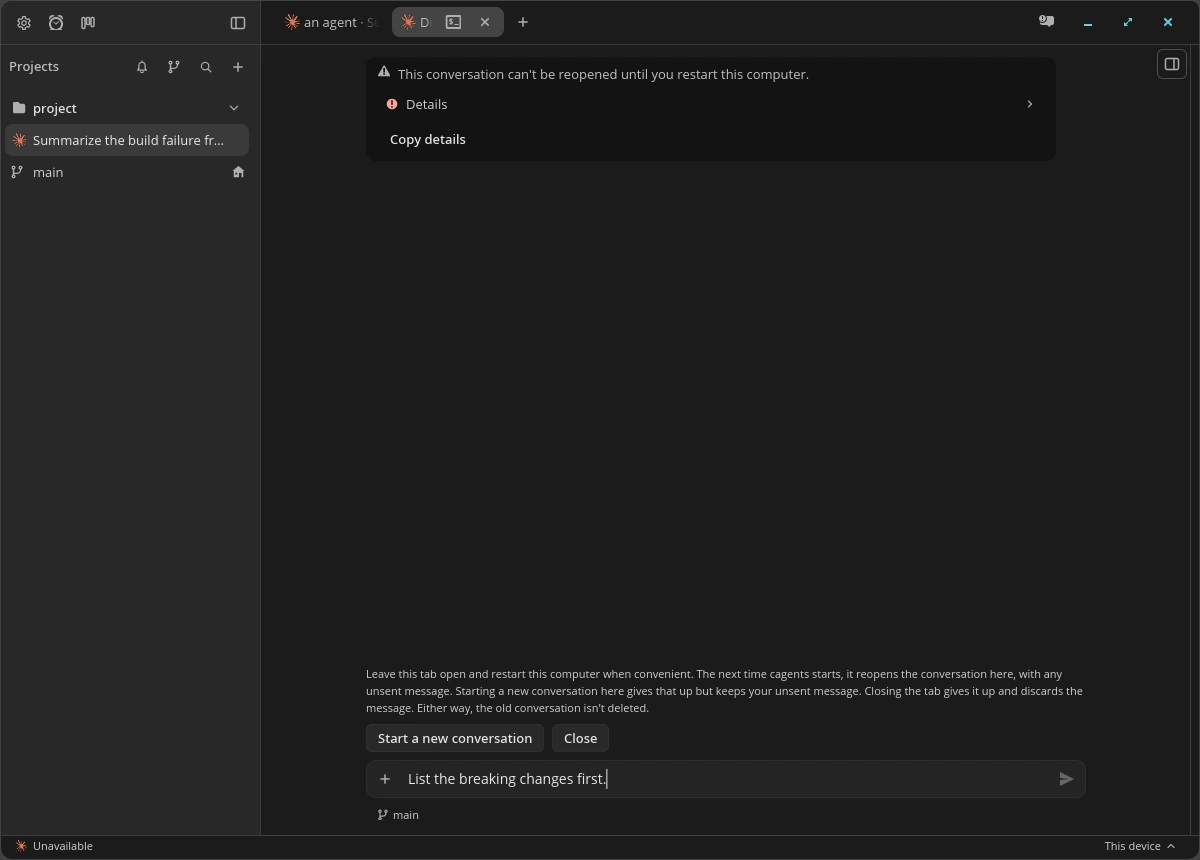 an agent · Su
D
Projects
project
Summarize the build failure fr...
main
This conversation can't be reopened until you restart this computer.
Details
Copy details
Leave this tab open and restart this computer when convenient. The next time cagents starts, it reopens the conversation here, with any
unsent message. Starting a new conversation here gives that up but keeps your unsent message. Closing the tab gives it up and discards the
message. Either way, the old conversation isn't deleted.
Start a new conversation
Close
List the breaking changes first.
main
Unavailable
This device